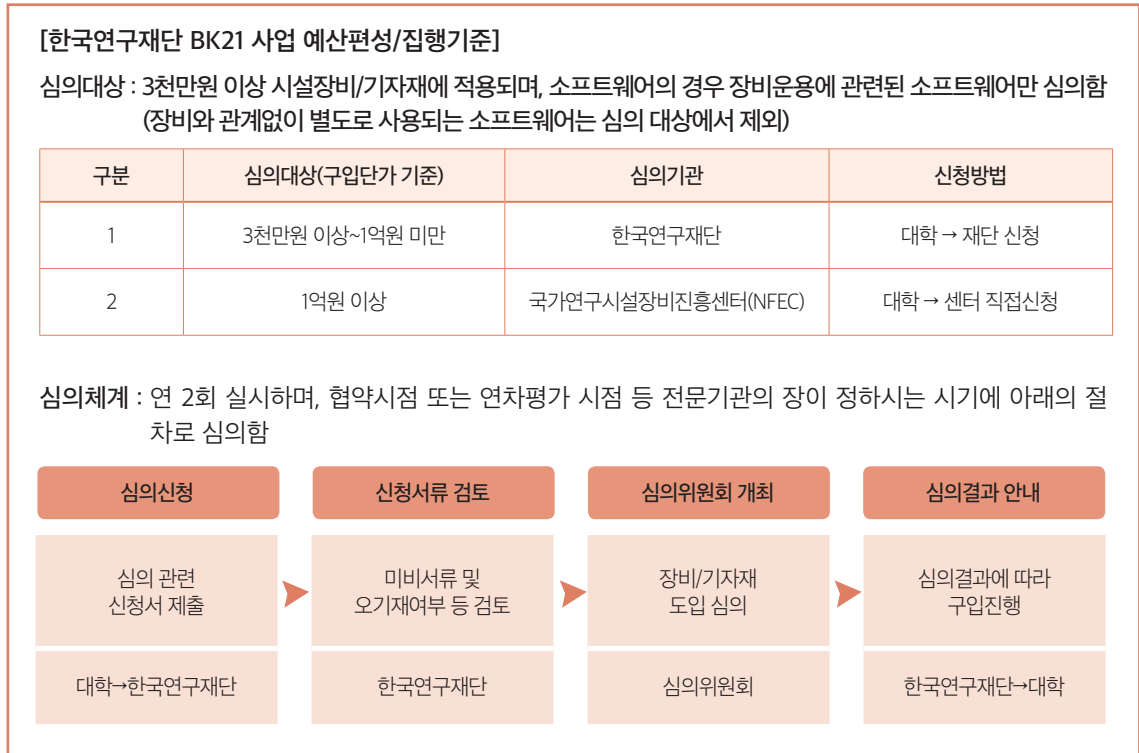 [한국연구재단 BK21 사업 예산편성/집행기준]
심의대상 : 3천만원 이상 시설장비/기자재에 적용되며, 소프트웨어의 경우 장비운용에 관련된 소프트웨어만 심의함
(장비와 관계없이 별도로 사용되는 소프트웨어는 심의 대상에서 제외)
구분 심의대상(구입단가 기준) 심의기관 신청방법
1 3천만원 이상~1억원 미만 한국연구재단 대학 → 재단 신청
2 1억원 이상 국가연구시설장비진흥센터(NFEC) 대학 → 센터 직접신청
심의체계 : 연 2회 실시하며, 협약시점 또는 연차평가 시점 등 전문기관의 장이 정하시는 시기에 아래의 절
차로 심의함
심의신청 신청서류 검토 심의위원회 개최 심의결과 안내
심의 관련 미비서류 및 장비/기자재 심의결과에 따라
신청서 제출 오기재여부 등 검토 도입 심의 구입진행
대학→한국연구재단 한국연구재단 심의위원회 한국연구재단→대학